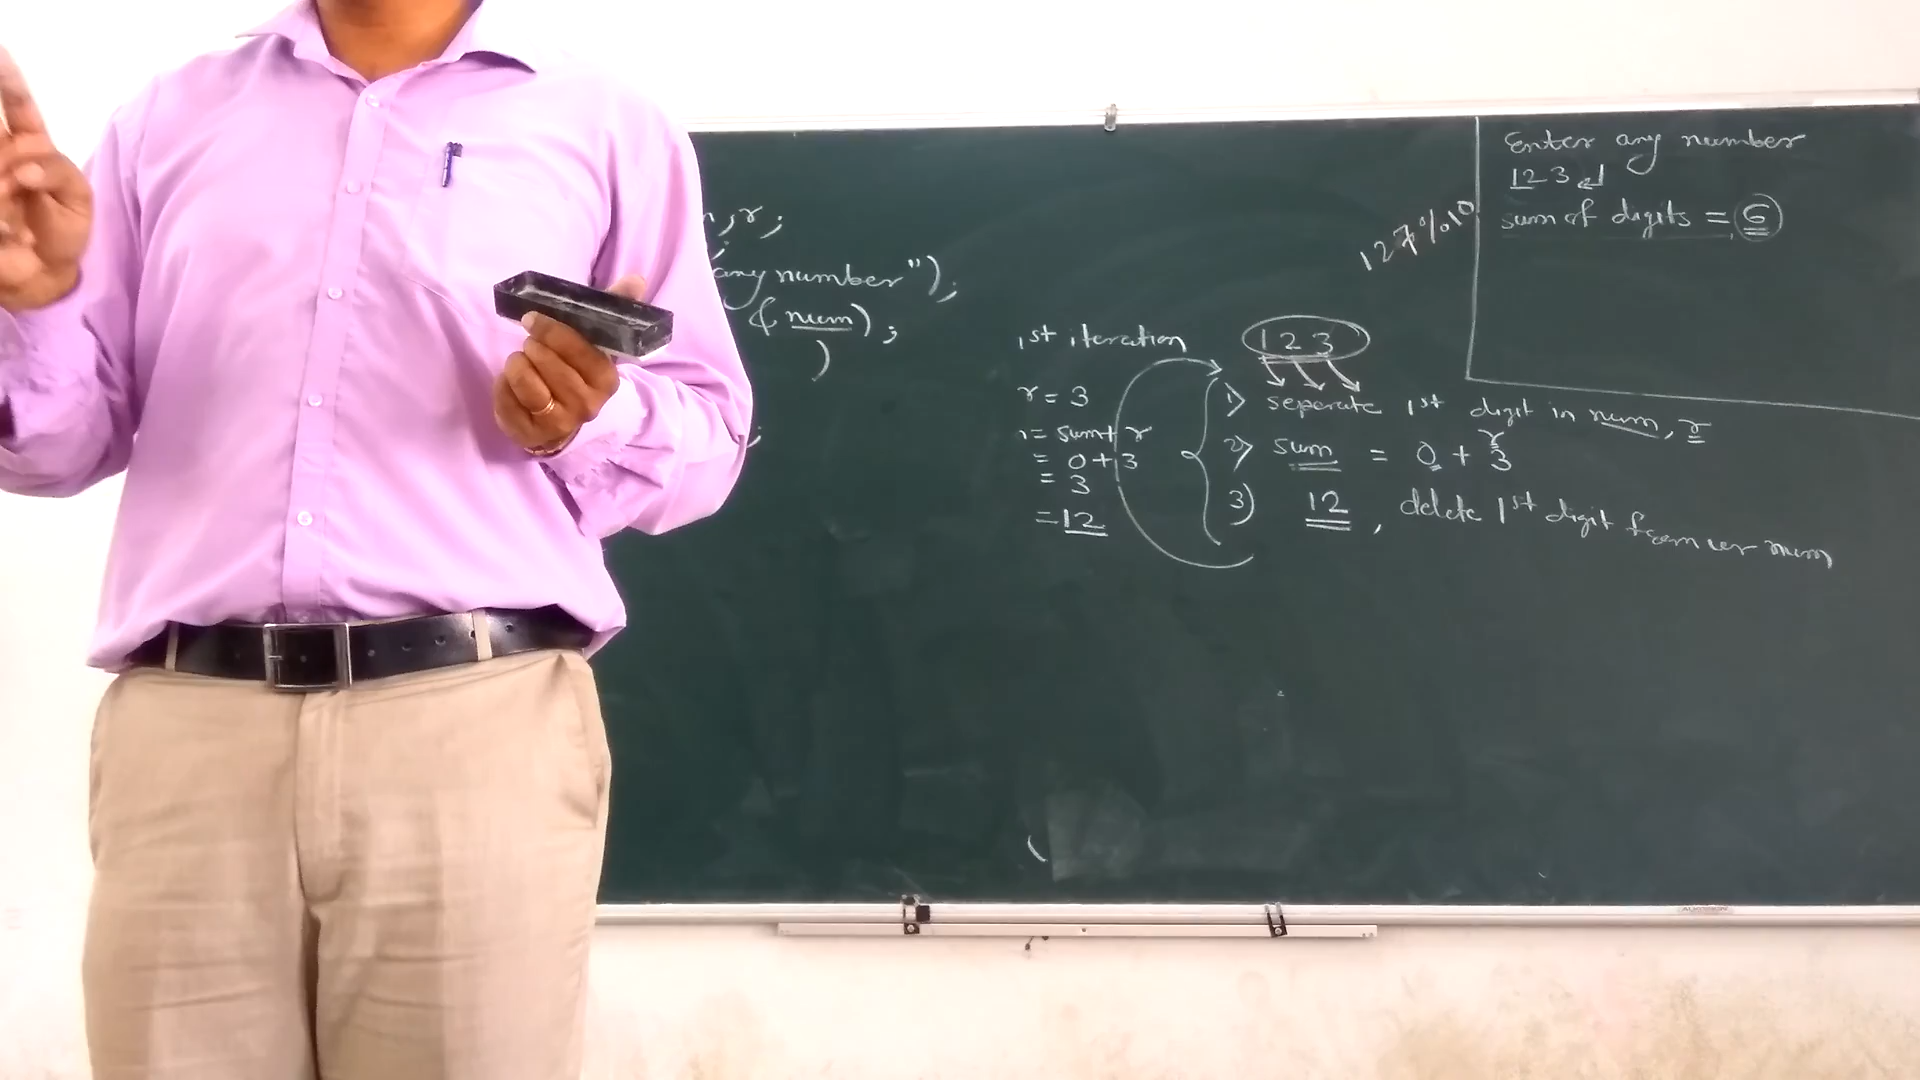 ,r;
;
any number");
&num);
)
;
1st iteration
r = 3
= sum+ r
= 0+3
= 3
=12
127%10
Enter any number
123
sum of digits = 6
123
1) seperate 1st digit in num, r
r
2) sum = 0 + 3
3) 12, delete 1st digit from num